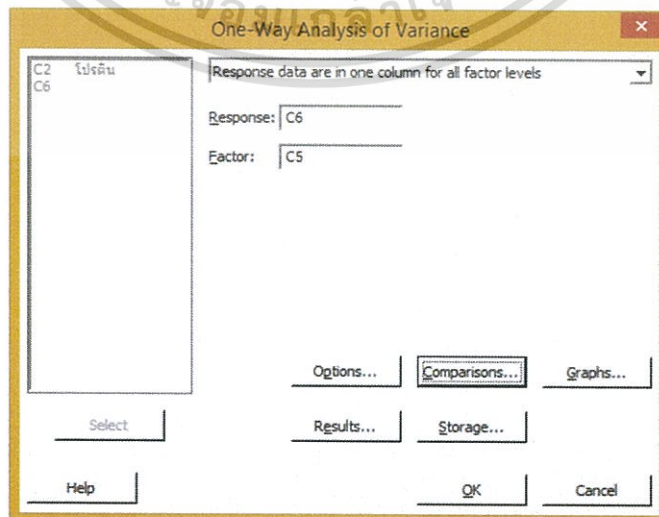 One-Way Analysis of Variance
C2 โปรตีน
C6
Response data are in one column for all factor levels
Response: C6
Factor: C5
Options... Comparisons... Graphs...
Select Results... Storage...
Help OK Cancel